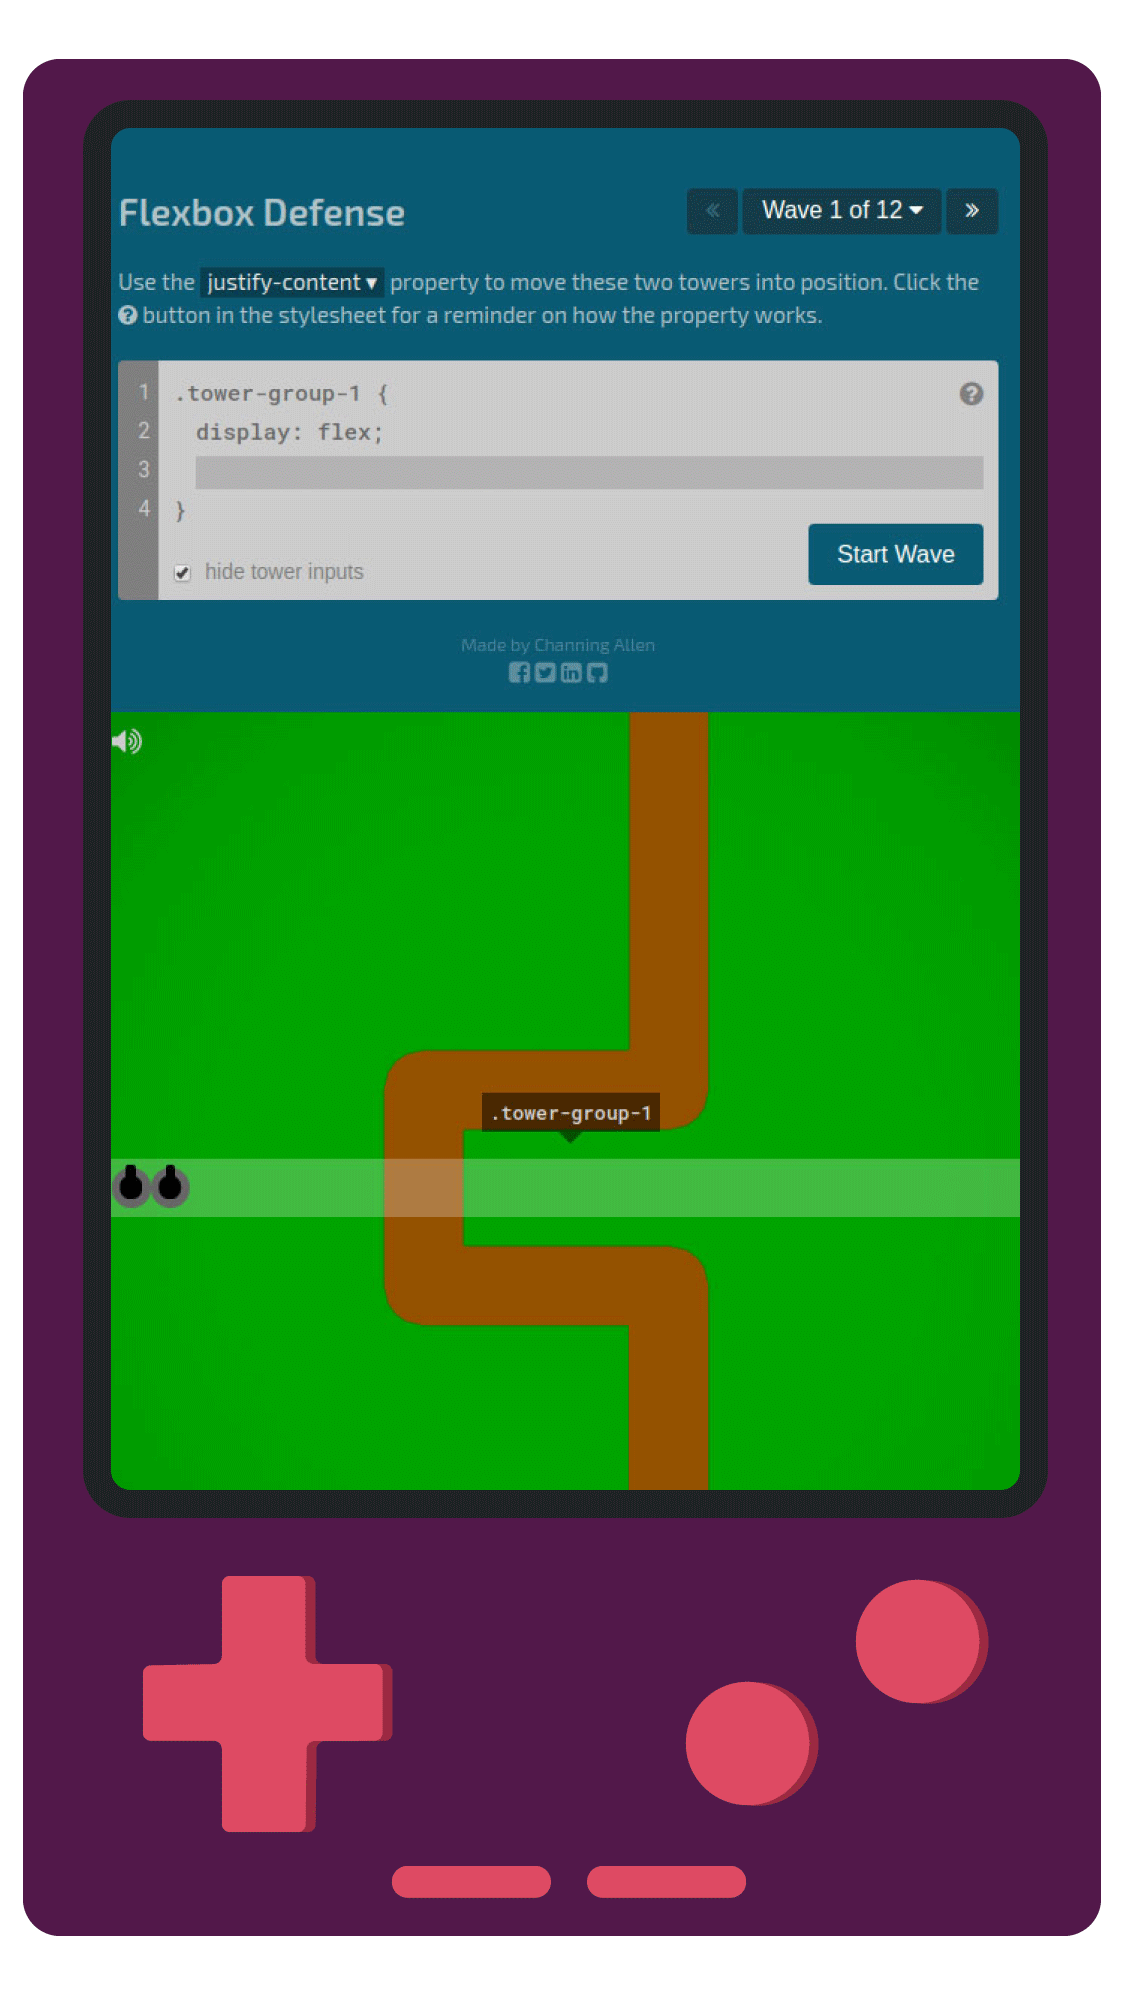 Flexbox Defense
« Wave 1 of 12 »
Use the justify-content ▾ property to move these two towers into position. Click the
? button in the stylesheet for a reminder on how the property works.
1 .tower-group-1 { ?
2 display: flex;
3
4 }
hide tower inputs
Start Wave
Made by Channing Allen
.tower-group-1